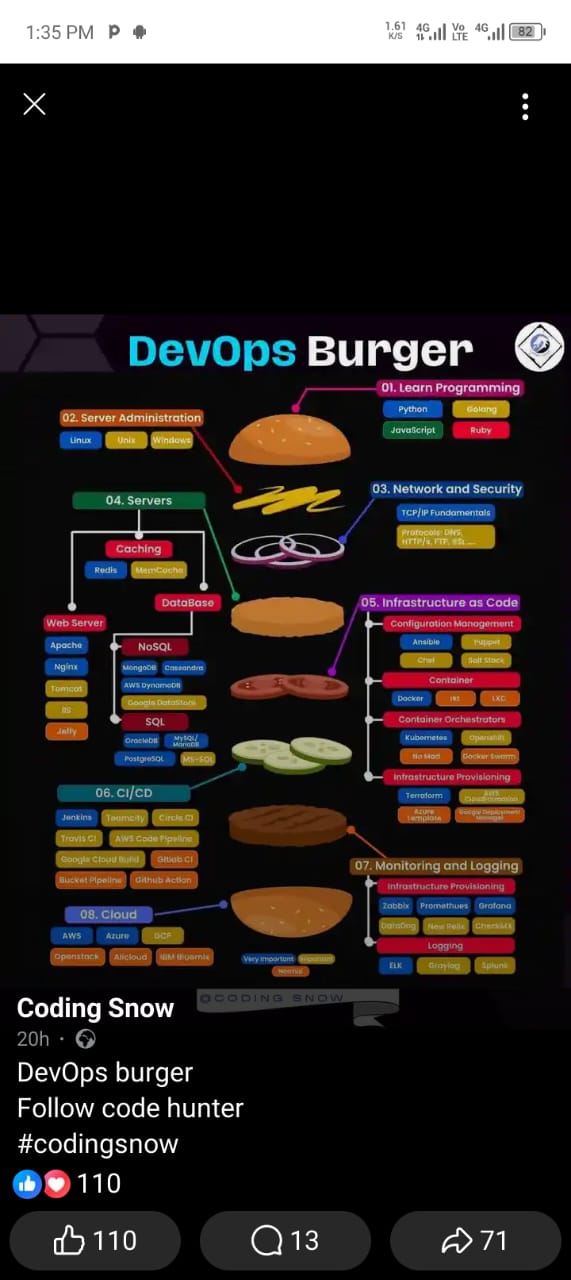 1:35 PM
1.61 K/S 4G Vo LTE 4G 82
DevOps Burger
01. Learn Programming
Python Golang
JavaScript Ruby
02. Server Administration
Linux Unix Windows
03. Network and Security
TCP/IP Fundamentals
Protocols: DNS,
HTTP/s, FTP, SSL ...
04. Servers
Caching
Redis MemCache
DataBase
Web Server
Apache
Nginx
Tomcat
IIS
Jetty
NoSQL
MongoDB Cassandra
AWS DynamoDB
Google DataStore
SQL
OracleDB MySQL/
MariaDB
PostgreSQL MS-SQL
05. Infrastructure as Code
Configuration Management
Ansible Puppet
Chef Salt Stack
Container
Docker LXC
Container Orchestrators
Kubernetes Openshift
No Mad Docker Swarm
Infrastructure Provisioning
Terraform AWS
CloudFormation
Azure
Template
Google Deployment
Manager
06. CI/CD
Jenkins Teamcity Circle CI
Travis CI AWS Code Pipeline
Google Cloud Build Gitlab CI
Bucket Pipeline Github Action
07. Monitoring and Logging
Infrastructure Provisioning
Zabbix Promethues Grafana
DataDog New Relix CheckMX
Logging
ELK Graylog Splunk
08. Cloud
AWS Azure GCP
Openstack Alicloud IBM Bluemix
Very Important Important
Normal
@CODING SNOW
Coding Snow
20h ·
DevOps burger
Follow code hunter
#codingsnow
110
110 13 71